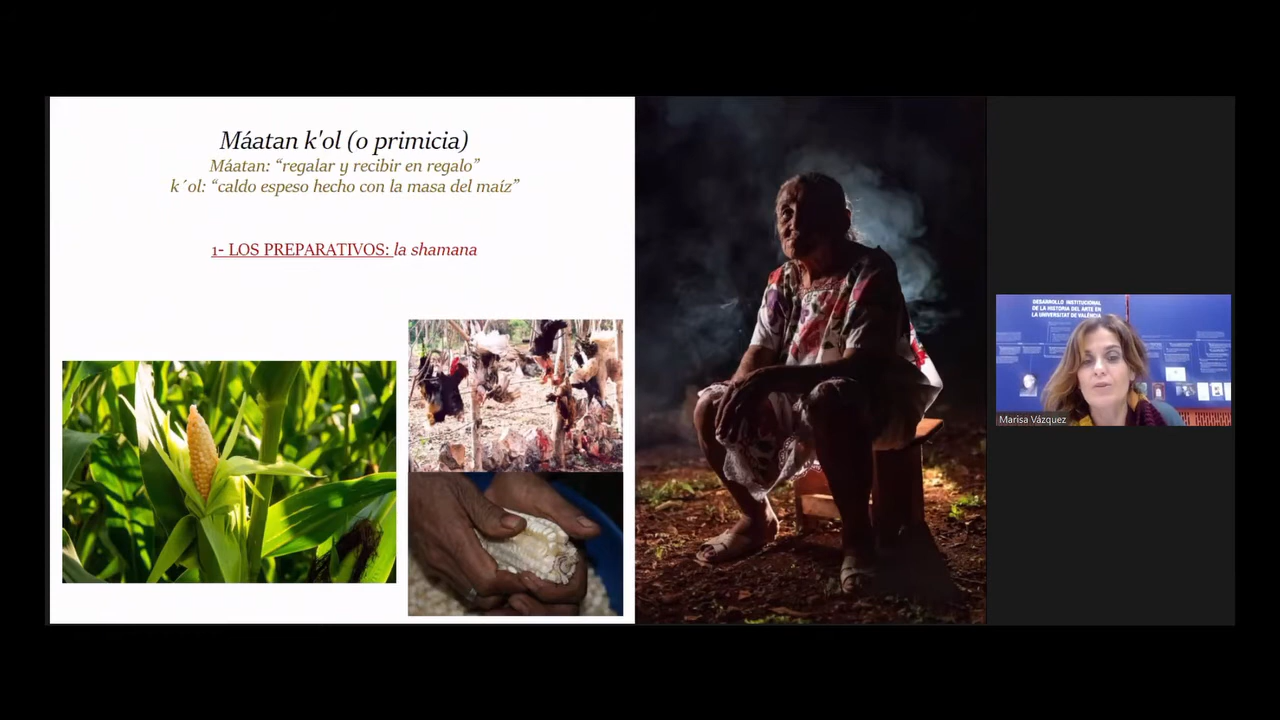 Máatan k'ol (o primicia)
Máatan: “regalar y recibir en regalo”
k´ol: “caldo espeso hecho con la masa del maíz”
1- LOS PREPARATIVOS: la shamana
DESARROLLO INSTITUCIONAL
DE LA HISTORIA DEL ARTE EN
LA UNIVERSITAT DE VALÈNCIA
Marisa Vázquez